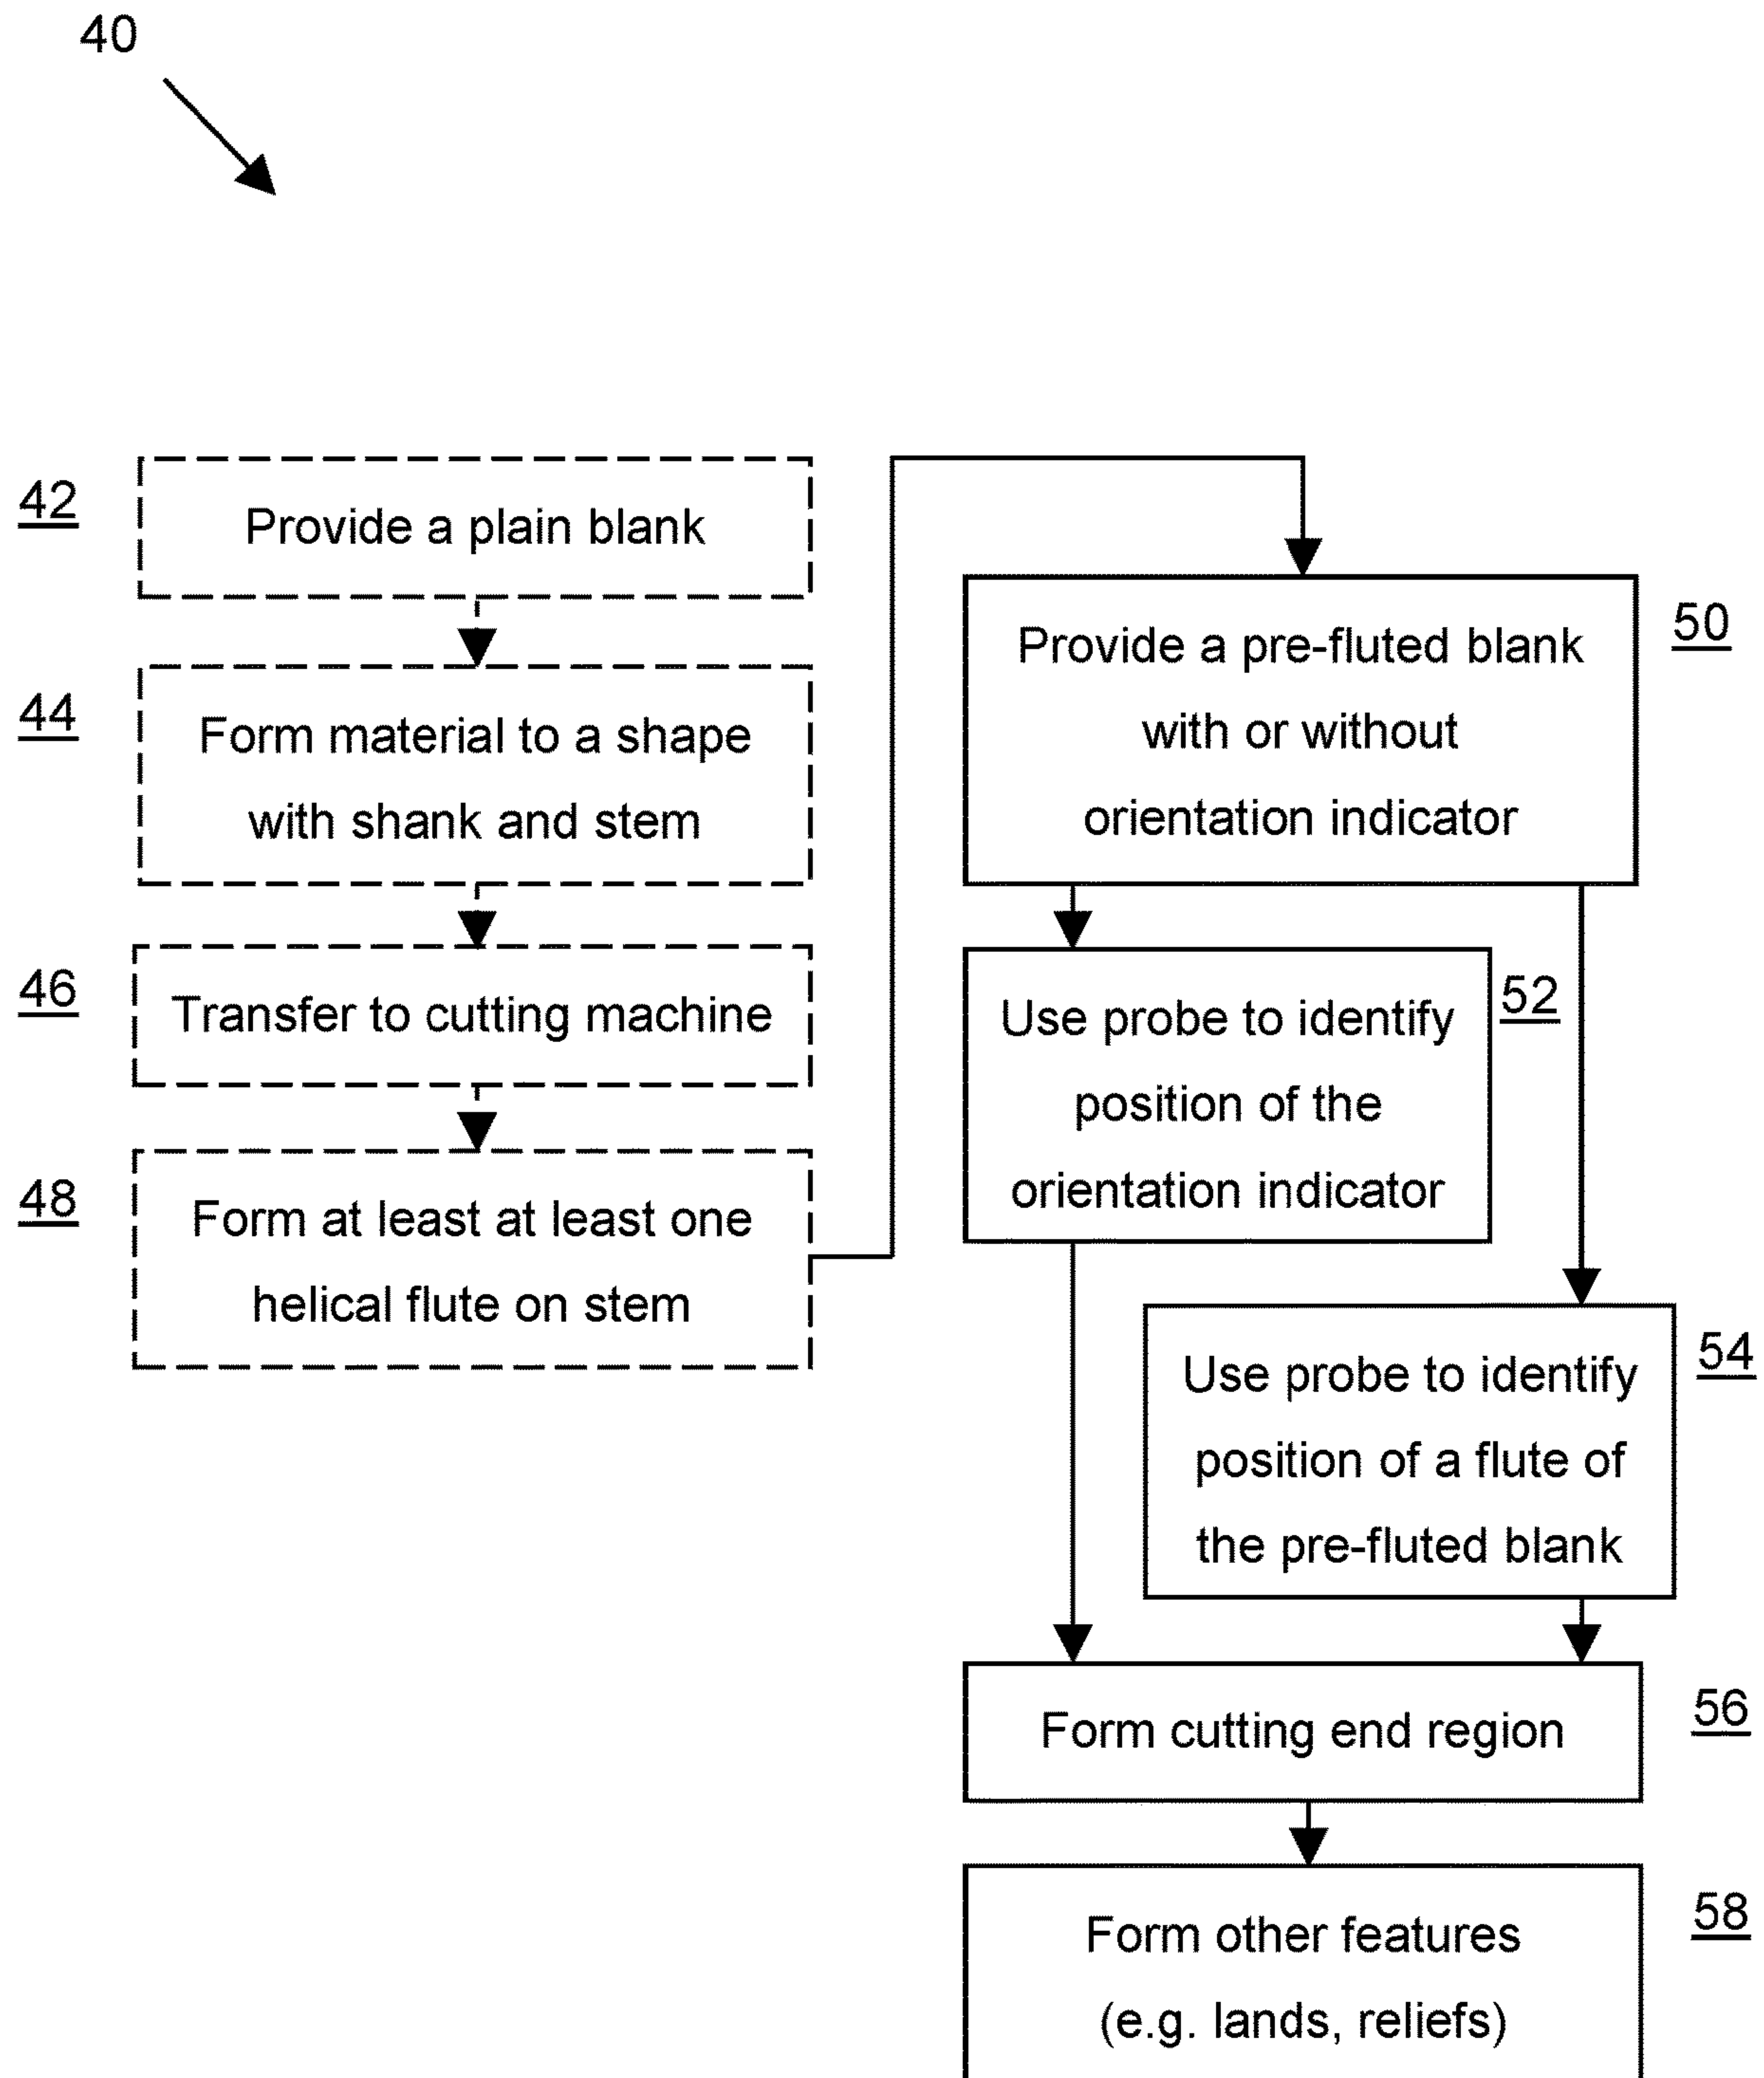 40
42
Provide a plain blank
44
Form material to a shape
with shank and stem
46
Transfer to cutting machine
48
Form at least at least one
helical flute on stem
50
Provide a pre-fluted blank
with or without
orientation indicator
52
Use probe to identify
position of the
orientation indicator
54
Use probe to identify
position of a flute of
the pre-fluted blank
56
Form cutting end region
58
Form other features
(e.g. lands, reliefs)